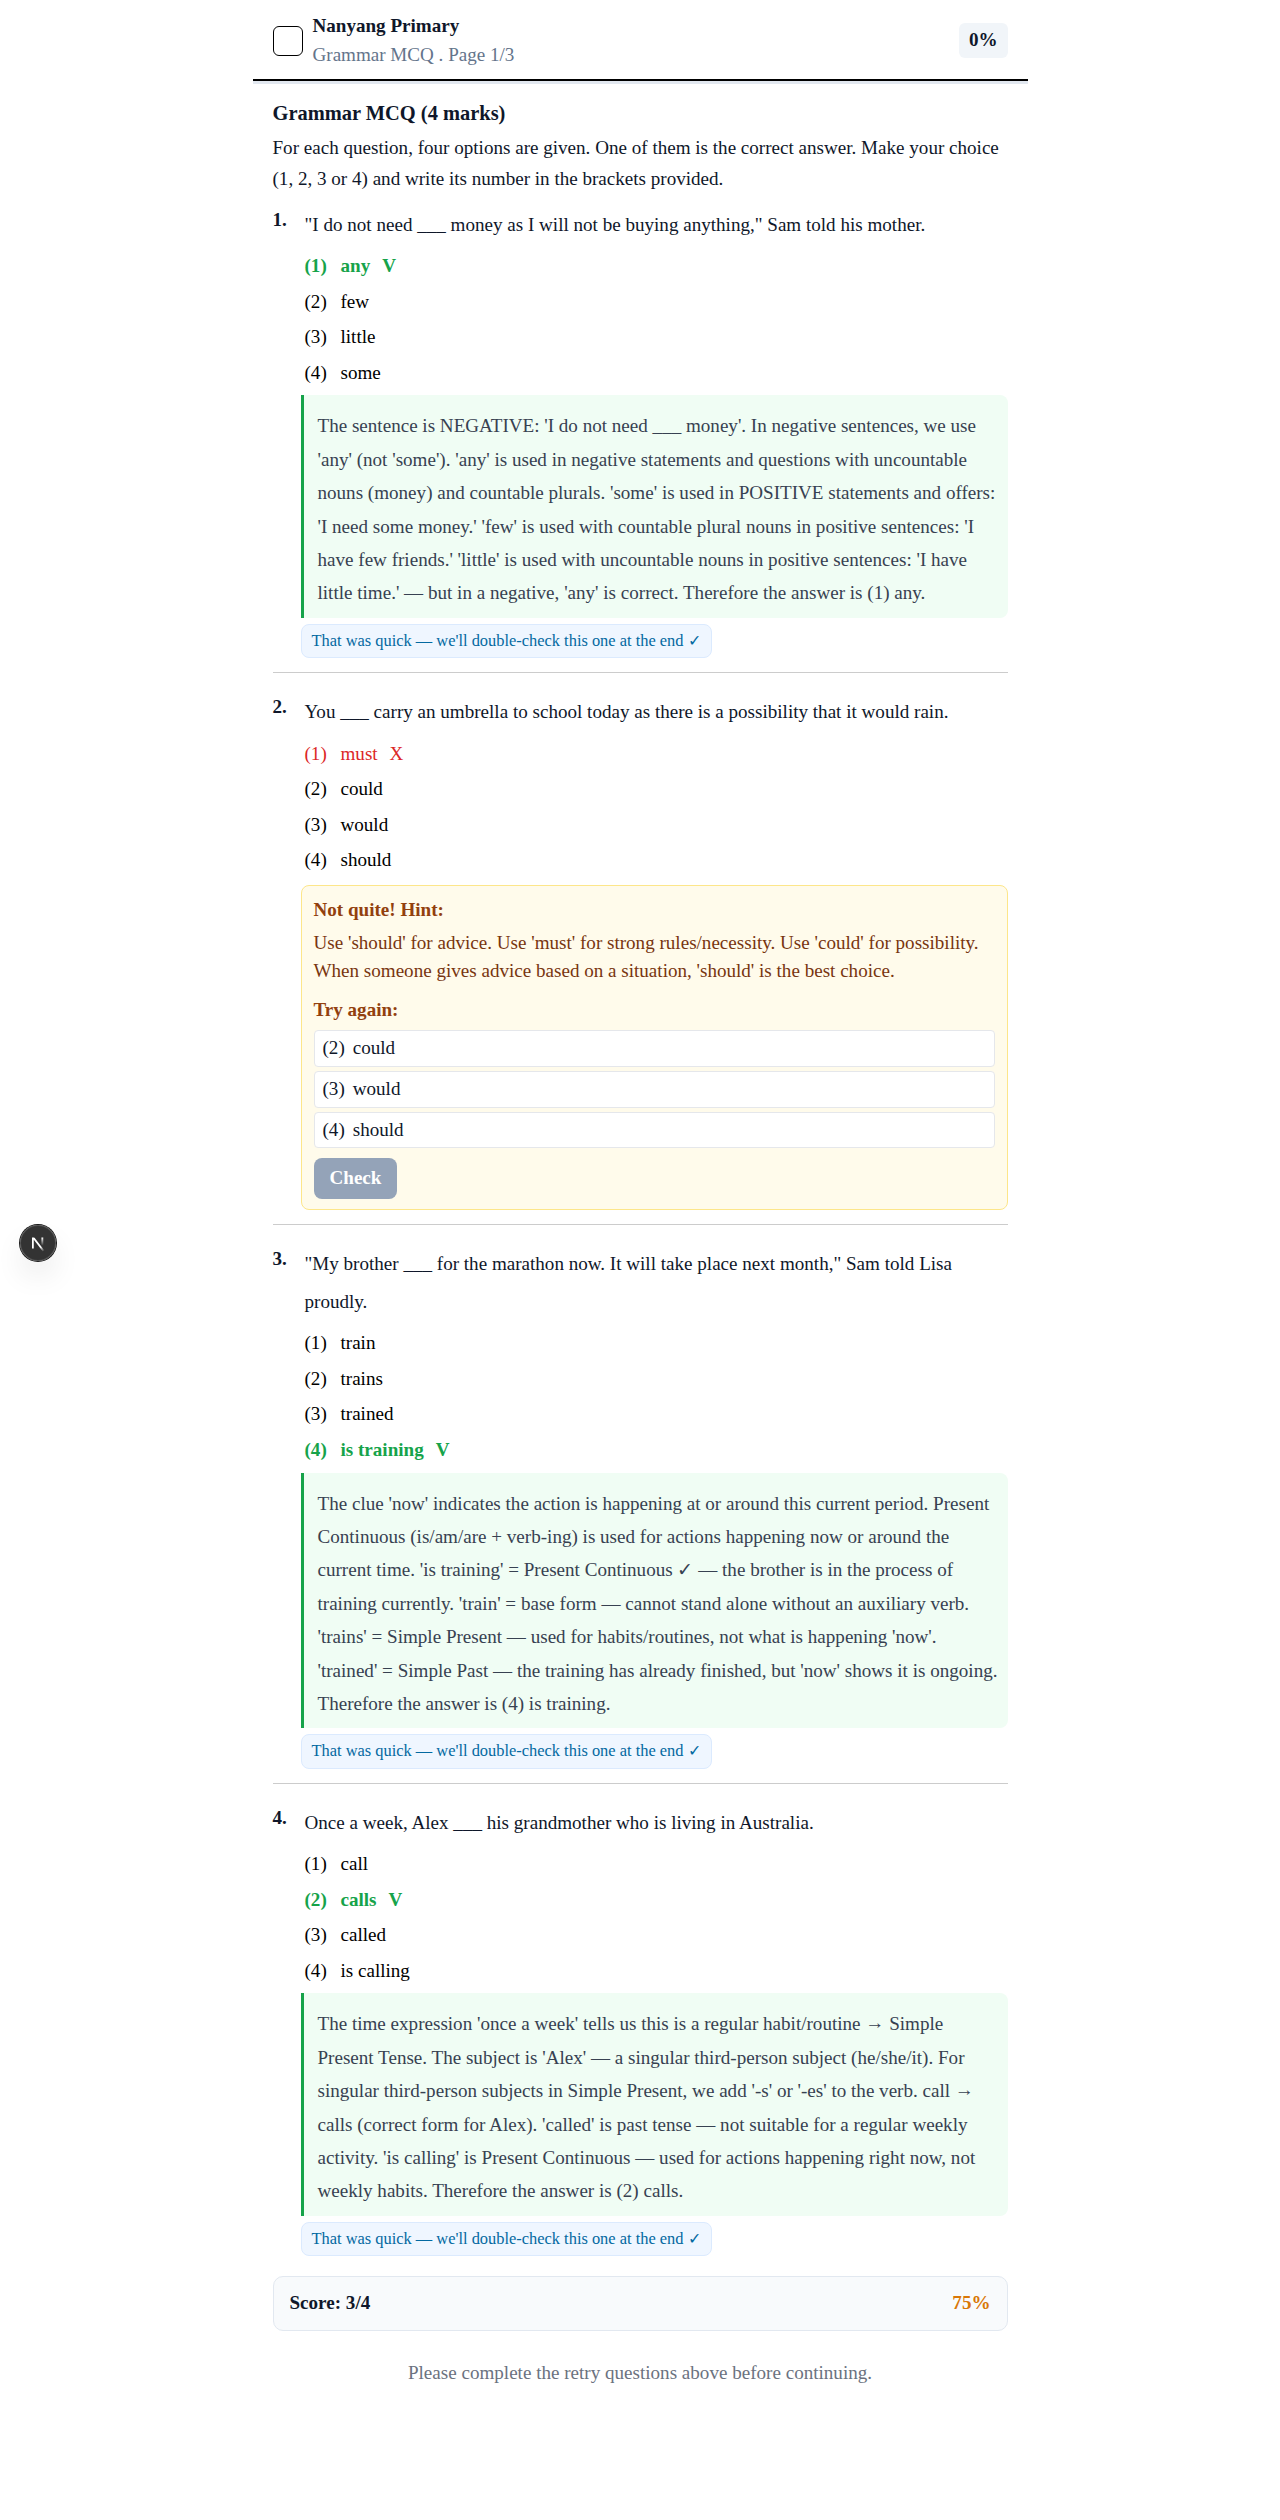 Nanyang Primary
Grammar MCQ . Page 1/3
0%
Grammar MCQ (4 marks)
For each question, four options are given. One of them is the correct answer. Make your choice
(1, 2, 3 or 4) and write its number in the brackets provided.
1. "I do not need ___ money as I will not be buying anything," Sam told his mother.
(1) any V
(2) few
(3) little
(4) some
The sentence is NEGATIVE: 'I do not need ___ money'. In negative sentences, we use
'any' (not 'some'). 'any' is used in negative statements and questions with uncountable
nouns (money) and countable plurals. 'some' is used in POSITIVE statements and offers:
'I need some money.' 'few' is used with countable plural nouns in positive sentences: 'I
have few friends.' 'little' is used with uncountable nouns in positive sentences: 'I have
little time.' — but in a negative, 'any' is correct. Therefore the answer is (1) any.
That was quick — we'll double-check this one at the end ✓
2. You ___ carry an umbrella to school today as there is a possibility that it would rain.
(1) must X
(2) could
(3) would
(4) should
Not quite! Hint:
Use 'should' for advice. Use 'must' for strong rules/necessity. Use 'could' for possibility.
When someone gives advice based on a situation, 'should' is the best choice.
Try again:
(2) could
(3) would
(4) should
Check
3. "My brother ___ for the marathon now. It will take place next month," Sam told Lisa
proudly.
(1) train
(2) trains
(3) trained
(4) is training V
The clue 'now' indicates the action is happening at or around this current period. Present
Continuous (is/am/are + verb-ing) is used for actions happening now or around the
current time. 'is training' = Present Continuous ✓ — the brother is in the process of
training currently. 'train' = base form — cannot stand alone without an auxiliary verb.
'trains' = Simple Present — used for habits/routines, not what is happening 'now'.
'trained' = Simple Past — the training has already finished, but 'now' shows it is ongoing.
Therefore the answer is (4) is training.
That was quick — we'll double-check this one at the end ✓
4. Once a week, Alex ___ his grandmother who is living in Australia.
(1) call
(2) calls V
(3) called
(4) is calling
The time expression 'once a week' tells us this is a regular habit/routine → Simple
Present Tense. The subject is 'Alex' — a singular third-person subject (he/she/it). For
singular third-person subjects in Simple Present, we add '-s' or '-es' to the verb. call →
calls (correct form for Alex). 'called' is past tense — not suitable for a regular weekly
activity. 'is calling' is Present Continuous — used for actions happening right now, not
weekly habits. Therefore the answer is (2) calls.
That was quick — we'll double-check this one at the end ✓
Score: 3/4
75%
Please complete the retry questions above before continuing.